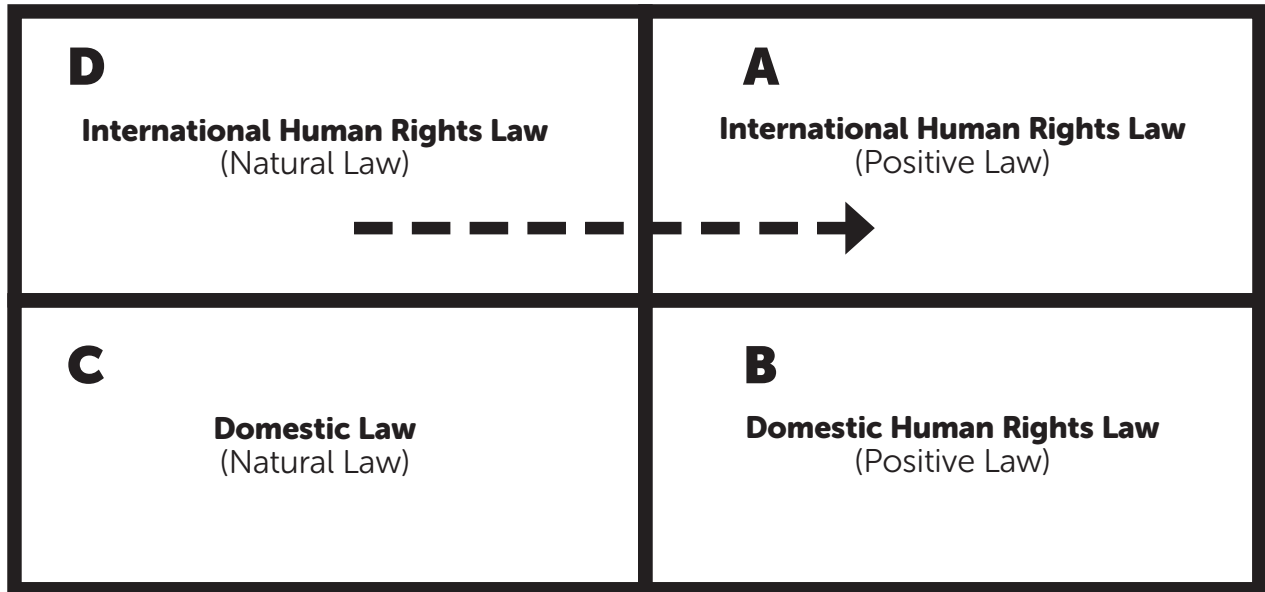 D
International Human Rights Law
(Natural Law)
A
International Human Rights Law
(Positive Law)
C
Domestic Law
(Natural Law)
B
Domestic Human Rights Law
(Positive Law)